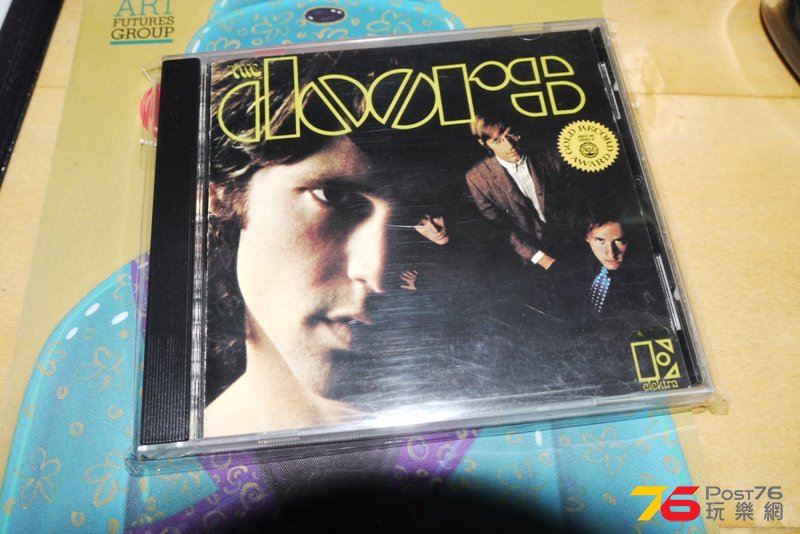 ART
FUTURES
GROUP
THE
doors
GOLD RECORD
AWARD
elektra
76 Post76
玩樂網